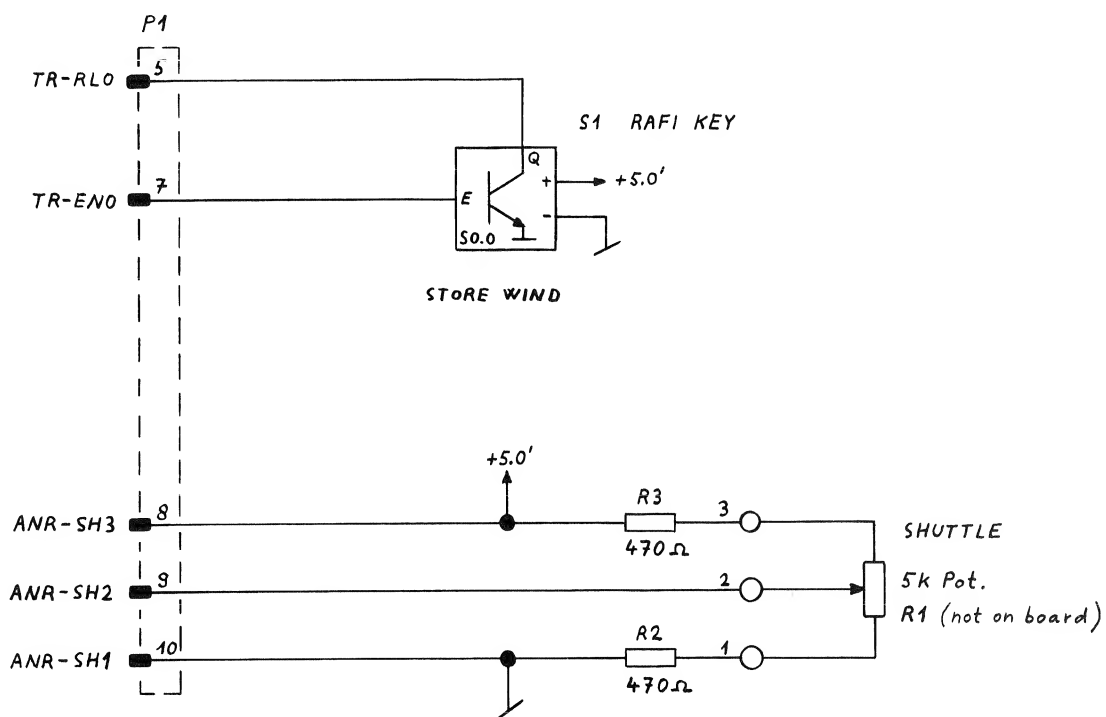 P1
TR-RL0
5
S1 RAFI KEY
Q
+
+5.0'
TR-EN0
7
E
-
S0.0
STORE WIND
+5.0'
ANR-SH3
8
R3
470Ω
3
SHUTTLE
ANR-SH2
9
2
5k Pot.
R1 (not on board)
ANR-SH1
10
R2
470Ω
1